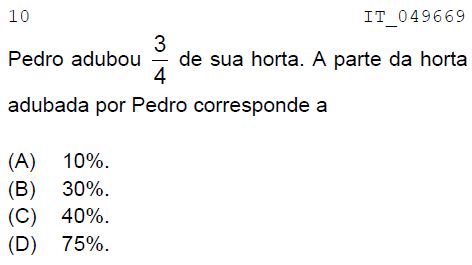 10 IT_049669
Pedro adubou 3/4 de sua horta. A parte da horta
adubada por Pedro corresponde a
(A) 10%.
(B) 30%.
(C) 40%.
(D) 75%.